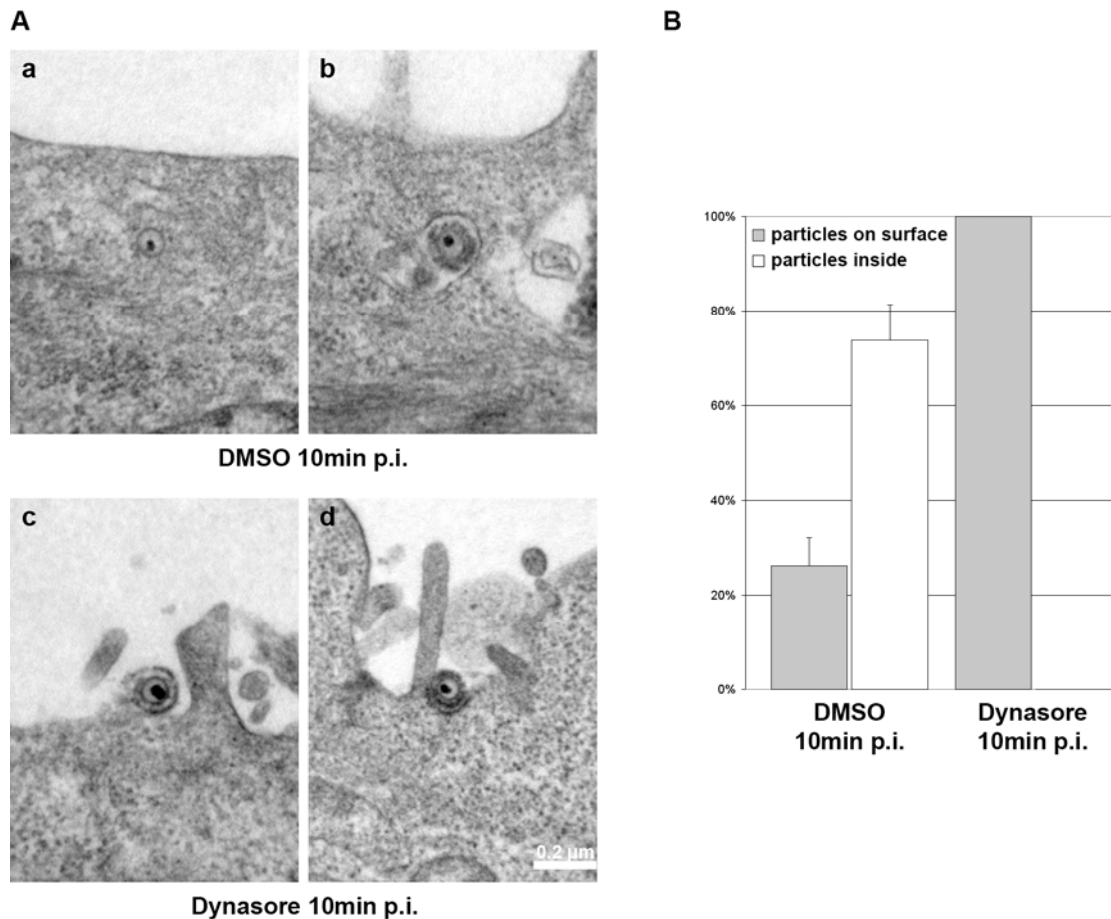 A
a
b
DMSO 10min p.i.
c
d
0.2 µm
Dynasore 10min p.i.
B
100%
80%
60%
40%
20%
0%
particles on surface
particles inside
DMSO
10min p.i.
Dynasore
10min p.i.